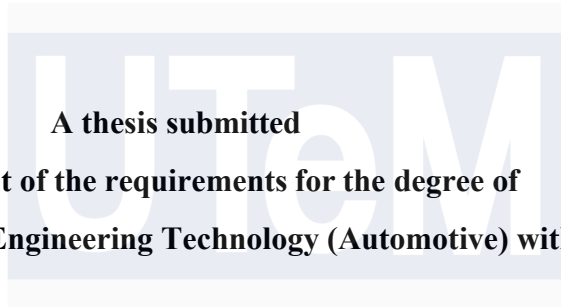 UTeM
A thesis submitted
t of the requirements for the degree of
Engineering Technology (Automotive) wit